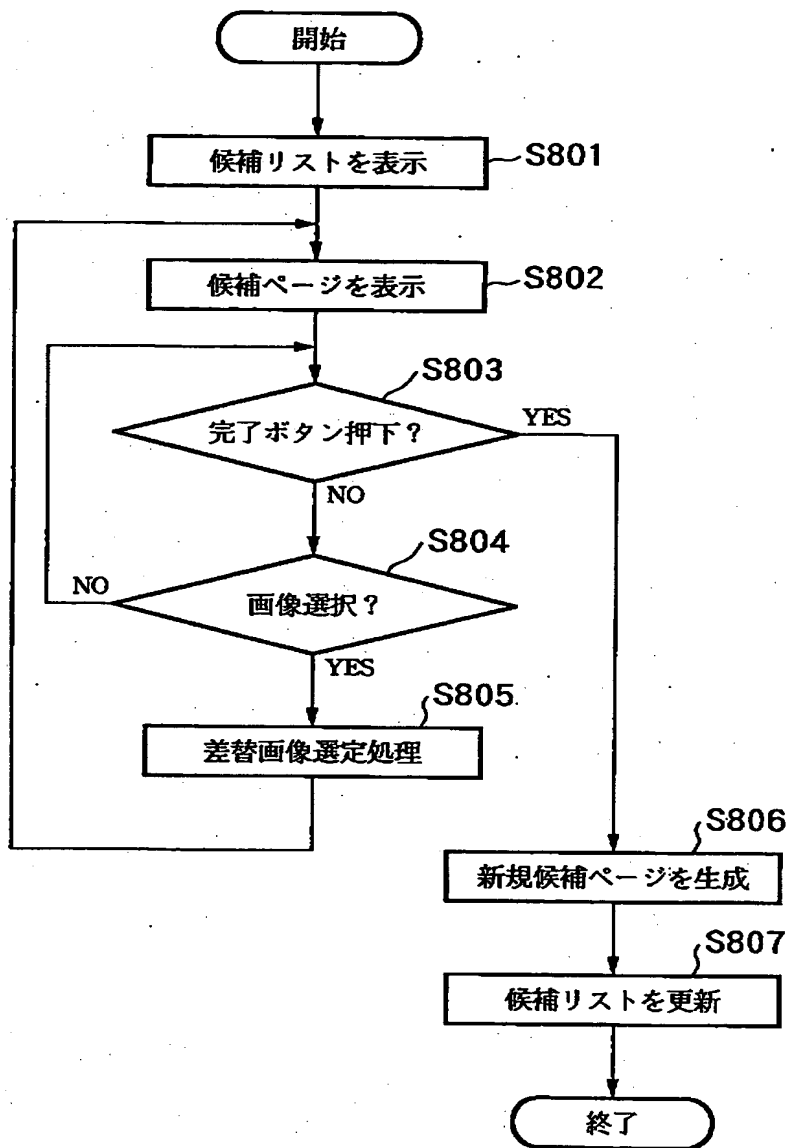 開始
候補リストを表示
S801
候補ページを表示
S802
S803
完了ボタン押下?
YES
NO
S804
画像選択?
NO
YES
S805
差替画像選定処理
S806
新規候補ページを生成
S807
候補リストを更新
終了